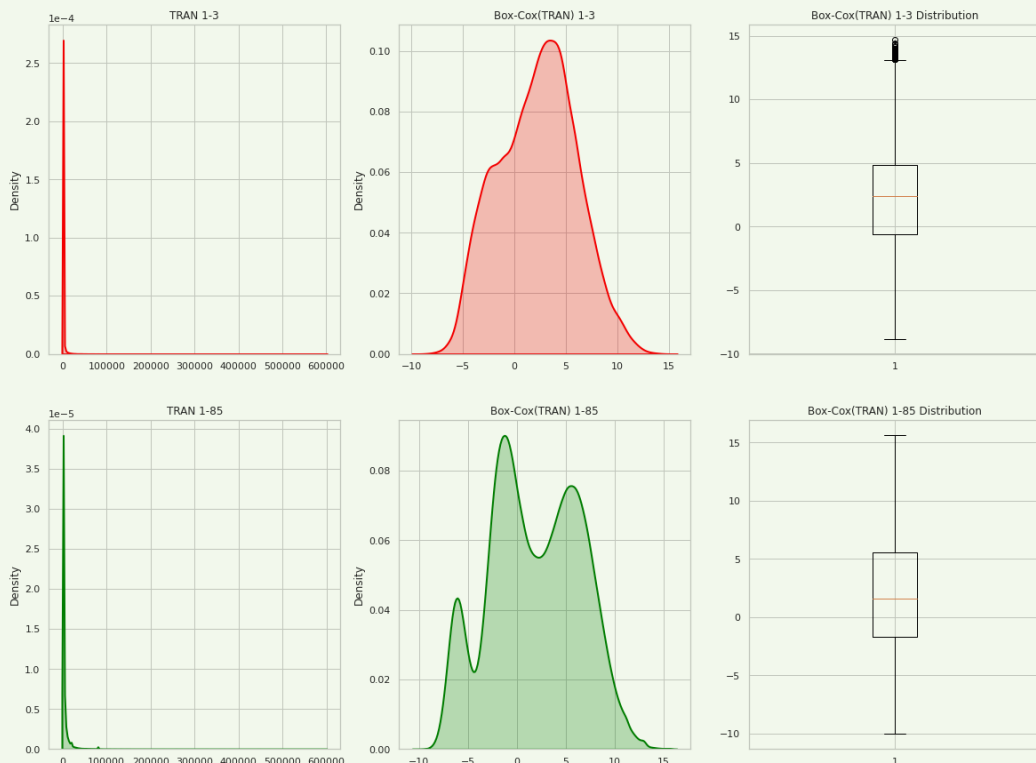 TRAN 1-3
1e-4
Density
2.5
2.0
1.5
1.0
0.5
0.0
0 100000 200000 300000 400000 500000 600000
Box-Cox(TRAN) 1-3
Density
0.10
0.08
0.06
0.04
0.02
0.00
−10 −5 0 5 10 15
Box-Cox(TRAN) 1-3 Distribution
15
10
5
0
−5
−10
1
TRAN 1-85
1e-5
Density
4.0
3.5
3.0
2.5
2.0
1.5
1.0
0.5
0.0
0 100000 200000 300000 400000 500000 600000
Box-Cox(TRAN) 1-85
Density
0.08
0.06
0.04
0.02
0.00
−10 −5 0 5 10 15
Box-Cox(TRAN) 1-85 Distribution
15
10
5
0
−5
−10
1